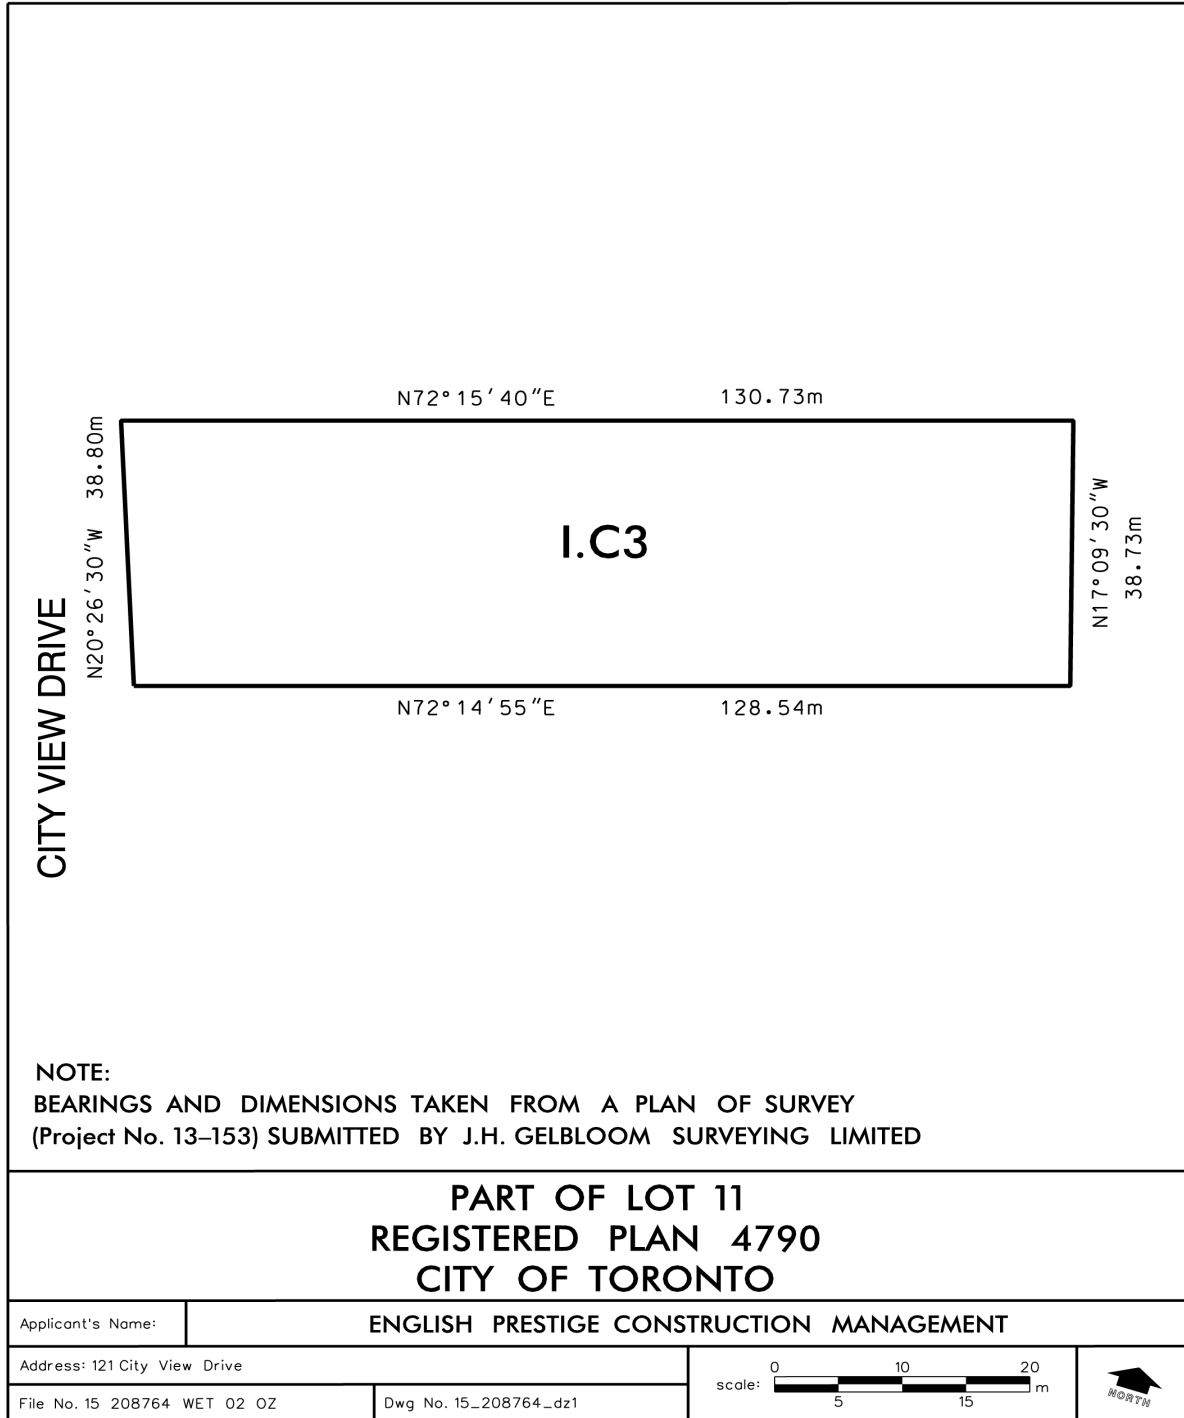 N72°15'40"E 130.73m
N20°26'30"W 38.80m
I.C3
N17°09'30"W
38.73m
N72°14'55"E 128.54m
CITY VIEW DRIVE
NOTE:
BEARINGS AND DIMENSIONS TAKEN FROM A PLAN OF SURVEY
(Project No. 13–153) SUBMITTED BY J.H. GELBLOOM SURVEYING LIMITED
PART OF LOT 11
REGISTERED PLAN 4790
CITY OF TORONTO
Applicant's Name: ENGLISH PRESTIGE CONSTRUCTION MANAGEMENT
Address: 121 City View Drive
File No. 15 208764 WET 02 OZ
Dwg No. 15_208764_dz1
0 10 20
scale: m
5 15
NORTH